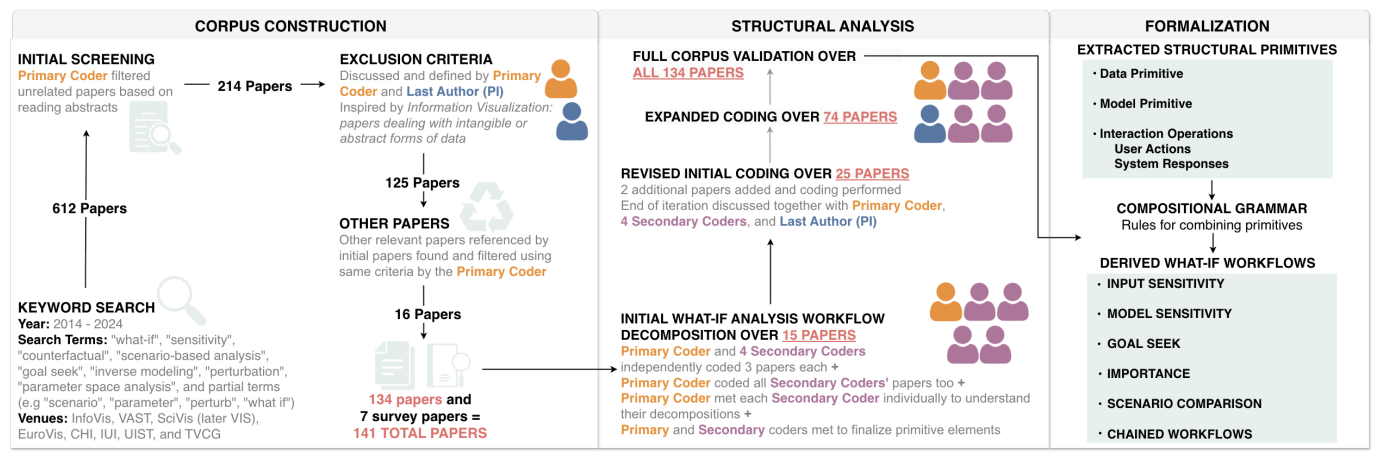 CORPUS CONSTRUCTION
INITIAL SCREENING
Primary Coder filtered
unrelated papers based on
reading abstracts
214 Papers
612 Papers
KEYWORD SEARCH
Year: 2014 - 2024
Search Terms: "what-if", "sensitivity",
"counterfactual", "scenario-based analysis",
"goal seek", "inverse modeling", "perturbation",
"parameter space analysis", and partial terms
(e.g "scenario", "parameter", "perturb", "what if")
Venues: InfoVis, VAST, SciVis (later VIS),
EuroVis, CHI, IUI, UIST, and TVCG
EXCLUSION CRITERIA
Discussed and defined by Primary
Coder and Last Author (PI)
Inspired by Information Visualization:
papers dealing with intangible or
abstract forms of data
125 Papers
OTHER PAPERS
Other relevant papers referenced by
initial papers found and filtered using
same criteria by the Primary Coder
16 Papers
134 papers and
7 survey papers =
141 TOTAL PAPERS
STRUCTURAL ANALYSIS
FULL CORPUS VALIDATION OVER
ALL 134 PAPERS
EXPANDED CODING OVER 74 PAPERS
REVISED INITIAL CODING OVER 25 PAPERS
2 additional papers added and coding performed
End of iteration discussed together with Primary Coder,
4 Secondary Coders, and Last Author (PI)
INITIAL WHAT-IF ANALYSIS WORKFLOW
DECOMPOSITION OVER 15 PAPERS
Primary Coder and 4 Secondary Coders
independently coded 3 papers each +
Primary Coder coded all Secondary Coders' papers too +
Primary Coder met each Secondary Coder individually to understand
their decompositions +
Primary and Secondary coders met to finalize primitive elements
FORMALIZATION
EXTRACTED STRUCTURAL PRIMITIVES
· Data Primitive
· Model Primitive
· Interaction Operations
User Actions
System Responses
COMPOSITIONAL GRAMMAR
Rules for combining primitives
DERIVED WHAT-IF WORKFLOWS
· INPUT SENSITIVITY
· MODEL SENSITIVITY
· GOAL SEEK
· IMPORTANCE
· SCENARIO COMPARISON
· CHAINED WORKFLOWS